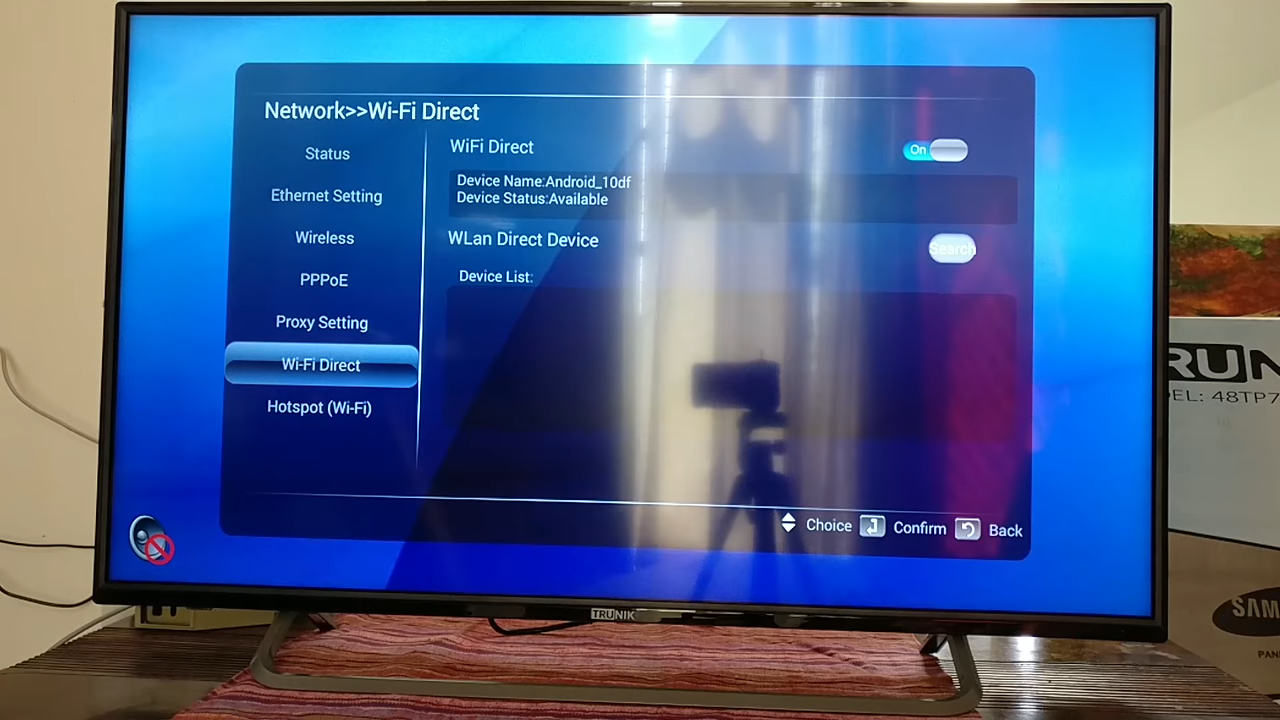 Network>>Wi-Fi Direct
Status
Ethernet Setting
Wireless
PPPoE
Proxy Setting
Wi-Fi Direct
Hotspot (Wi-Fi)
WiFi Direct
On
Device Name:Android_10df
Device Status:Available
WLan Direct Device
Search
Device List:
Choice
Confirm
Back
TRUNIK